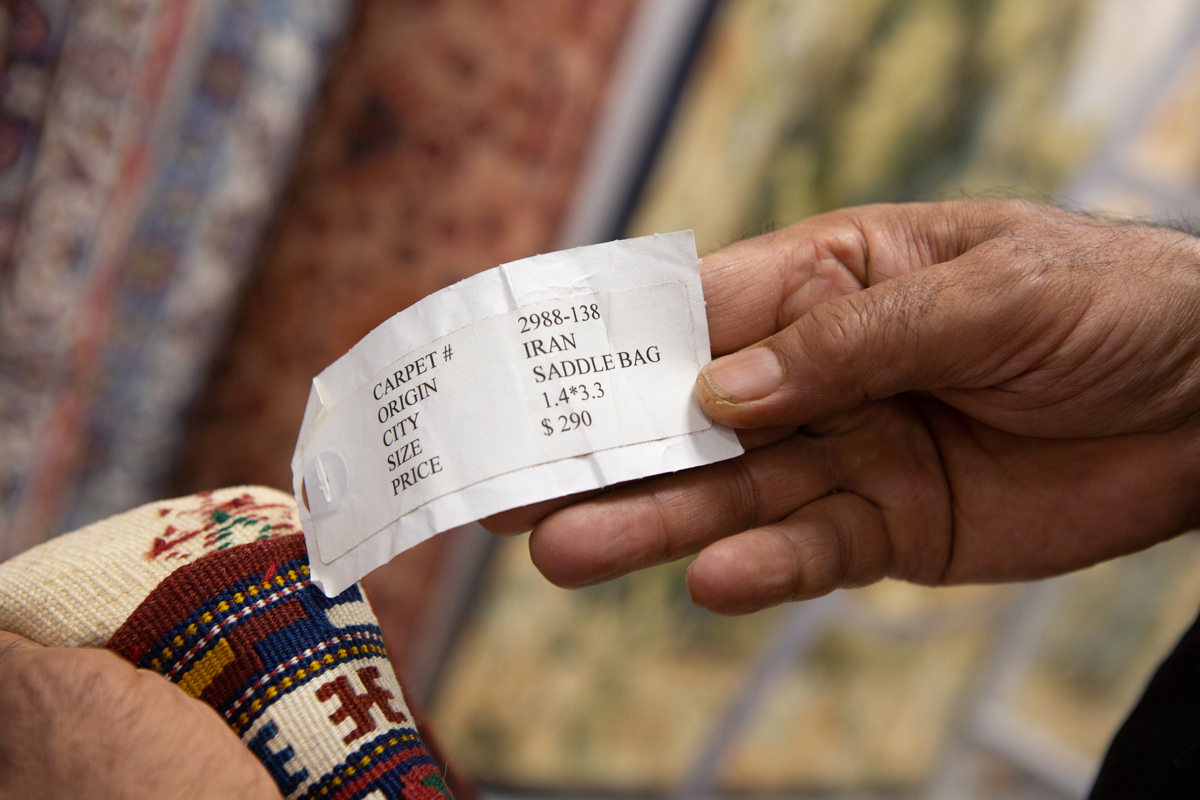 CARPET # 2988-138
ORIGIN IRAN
CITY SADDLE BAG
SIZE 1.4*3.3
PRICE $ 290